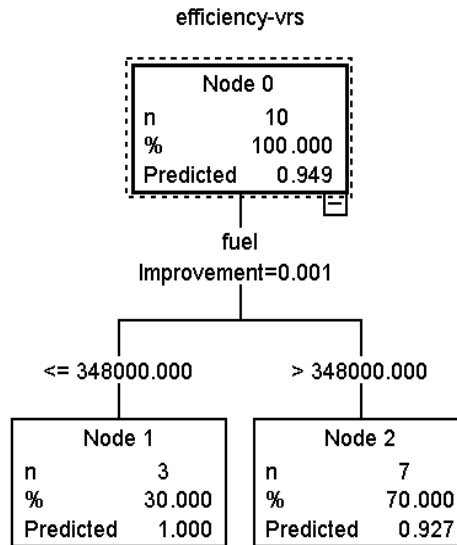 efficiency-vrs
Node 0
n 10
% 100.000
Predicted 0.949
fuel
Improvement=0.001
<= 348000.000 > 348000.000
Node 1
n 3
% 30.000
Predicted 1.000
Node 2
n 7
% 70.000
Predicted 0.927